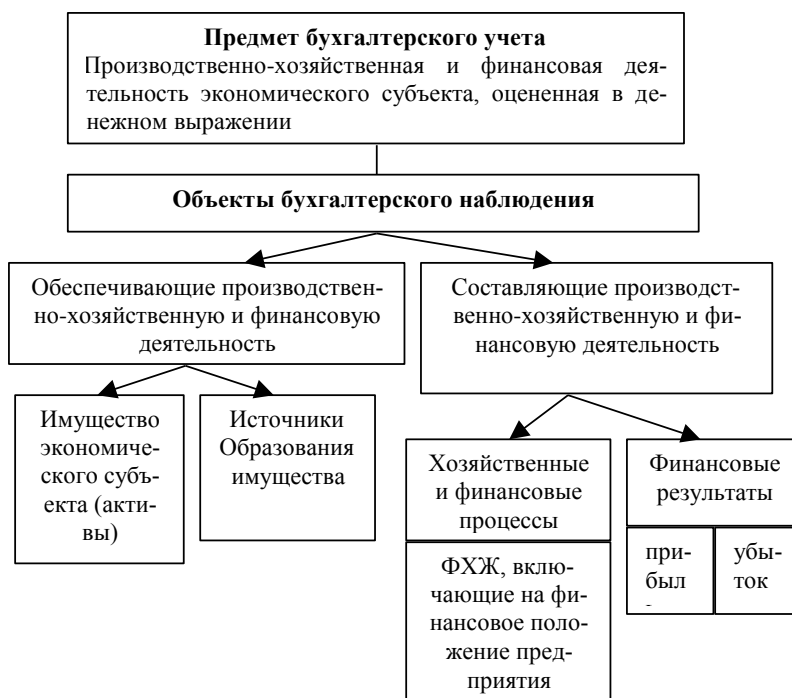 Предмет бухгалтерского учета
Производственно-хозяйственная и финансовая дея-
тельность экономического субъекта, оцененная в де-
нежном выражении
Объекты бухгалтерского наблюдения
Обеспечивающие производствен-
но-хозяйственную и финансовую
деятельность
Составляющие производст-
венно-хозяйственную и фи-
нансовую деятельность
Имущество
экономиче-
ского субъ-
екта (акти-
вы)
Источники
Образования
имущества
Хозяйственные
и финансовые
процессы
Финансовые
результаты
ФХЖ, вклю-
чающие на фи-
нансовое поло-
жение пред-
приятия
при-
был
убы-
ток